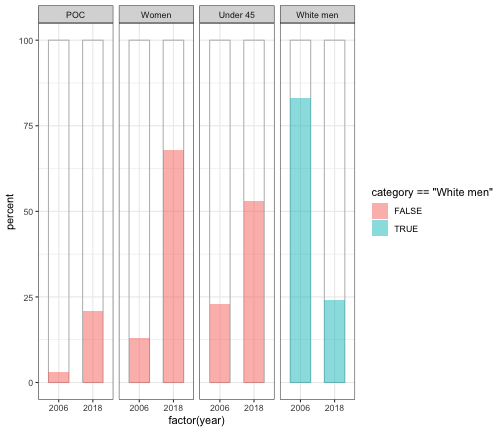 POC Women Under 45 White men
100
75
50
25
0
percent
2006 2018 2006 2018 2006 2018 2006 2018
factor(year)
category == "White men"
FALSE
TRUE